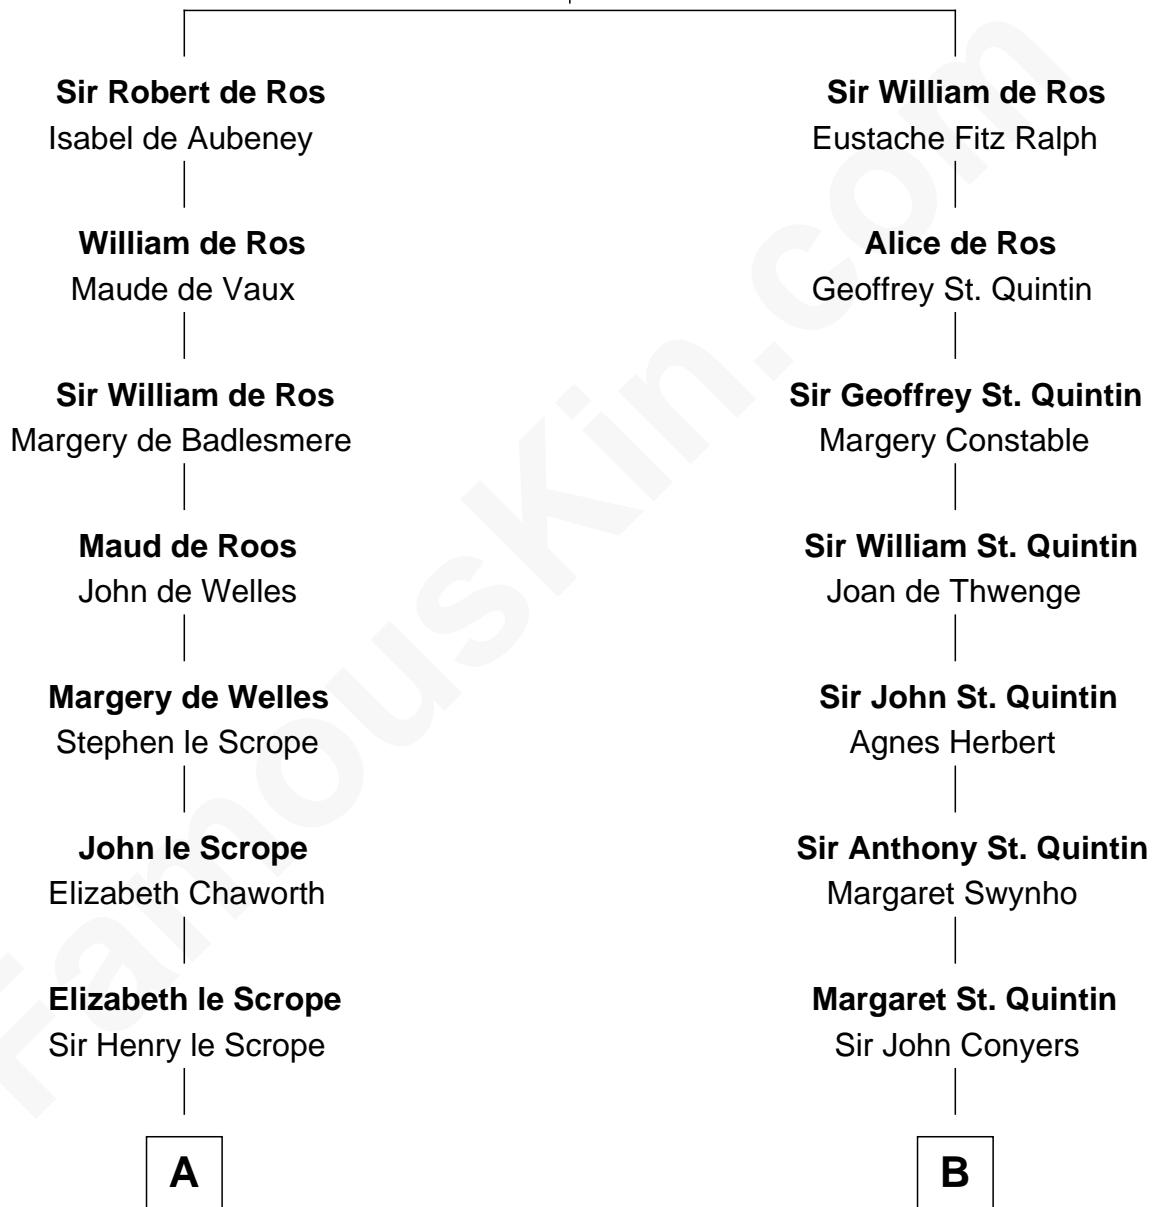 Sir Robert de Ros
Isabel de Aubeney
William de Ros
Maude de Vaux
Sir William de Ros
Margery de Badlesmere
Maud de Roos
John de Welles
Margery de Welles
Stephen le Scrope
John le Scrope
Elizabeth Chaworth
Elizabeth le Scrope
Sir Henry le Scrope
A
Sir William de Ros
Eustache Fitz Ralph
Alice de Ros
Geoffrey St. Quintin
Sir Geoffrey St. Quintin
Margery Constable
Sir William St. Quintin
Joan de Thwenge
Sir John St. Quintin
Agnes Herbert
Sir Anthony St. Quintin
Margaret Swynho
Margaret St. Quintin
Sir John Conyers
B
FamousKin.com